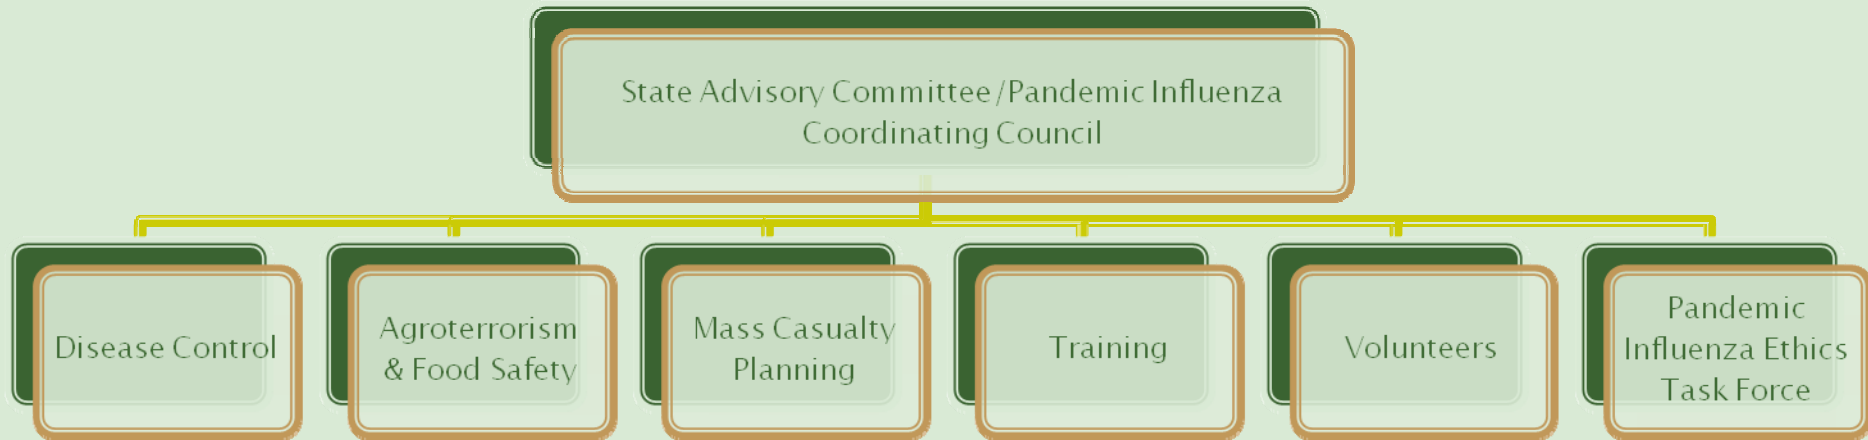 State Advisory Committee/Pandemic Influenza
Coordinating Council
Disease Control
Agroterrorism
& Food Safety
Mass Casualty
Planning
Training
Volunteers
Pandemic
Influenza Ethics
Task Force